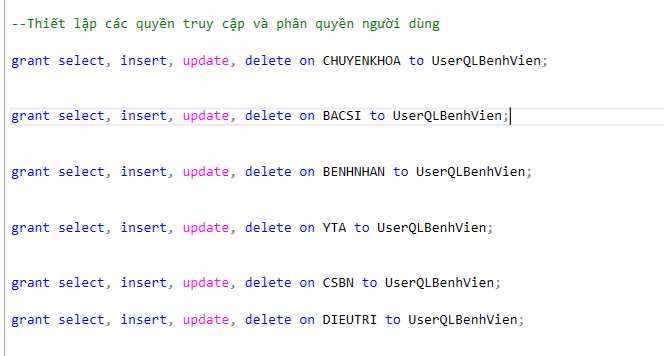 --Thiết lập các quyền truy cập và phân quyền người dùng
grant select, insert, update, delete on CHUYENKHOA to UserQLBenhVien;
grant select, insert, update, delete on BACSI to UserQLBenhVien;
grant select, insert, update, delete on BENHNHAN to UserQLBenhVien;
grant select, insert, update, delete on YTA to UserQLBenhVien;
grant select, insert, update, delete on CSBN to UserQLBenhVien;
grant select, insert, update, delete on DIEUTRI to UserQLBenhVien;